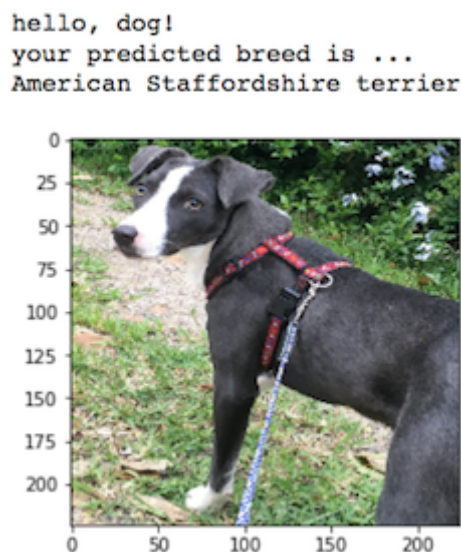 hello, dog!
your predicted breed is ...
American Staffordshire terrier
0
25
50
75
100
125
150
175
200
0 50 100 150 200